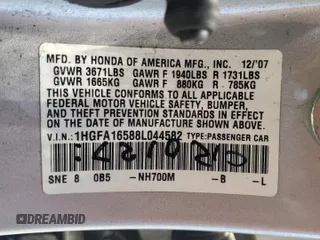 MFD. BY HONDA OF AMERICA MFG., INC. 12/'07
GVWR 3671LBS GAWR F 1940LBS R 1731LBS
GVWR 1665KG GAWR F 880KG R 785KG
THIS VEHICLE CONFORMS TO ALL APPLICABLE
FEDERAL MOTOR VEHICLE SAFETY, BUMPER,
AND THEFT PREVENTION STANDARDS IN EFFECT
ON THE DATE OF MANUFACTURE SHOWN ABOVE.
V.I.N.: 1HGFA16588L044582 TYPE:PASSENGER CAR
SNE 8 0B5 -NH700M -B -L
DREAMBID